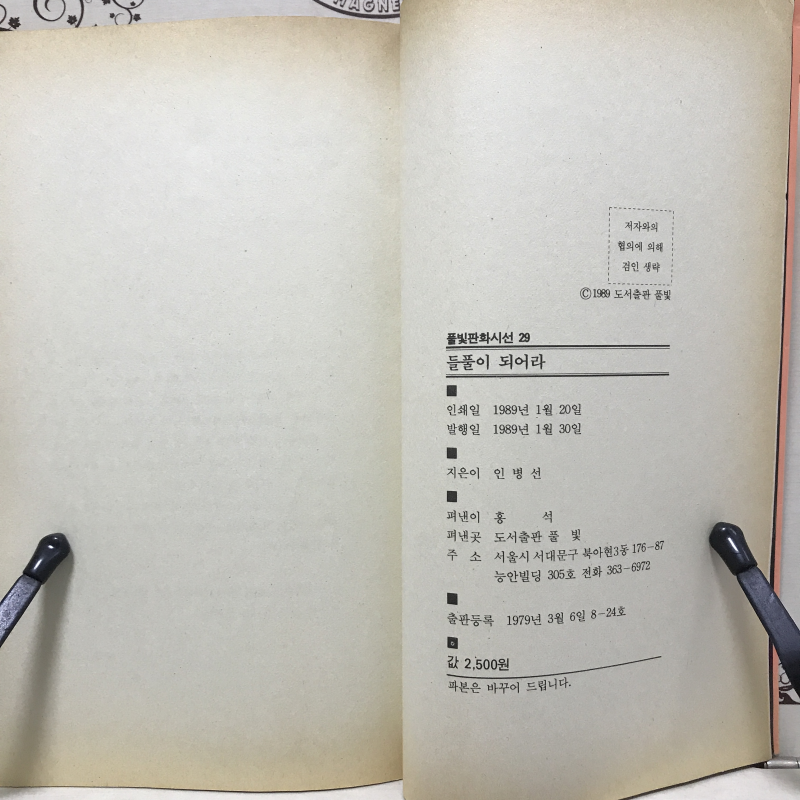 WAGNE
저자와의
협의에 의해
검인 생략
©1989 도서출판 풀빛
풀빛판화시선 29
들풀이 되어라
인쇄일 1989년 1월 20일
발행일 1989년 1월 30일
지은이 인 병 선
펴낸이 홍 석
펴낸곳 도서출판 풀 빛
주 소 서울시 서대문구 북아현3동 176-87
능안빌딩 305호 전화 363-6972
출판등록 1979년 3월 6일 8-24호
값 2,500원
파본은 바꾸어 드립니다.